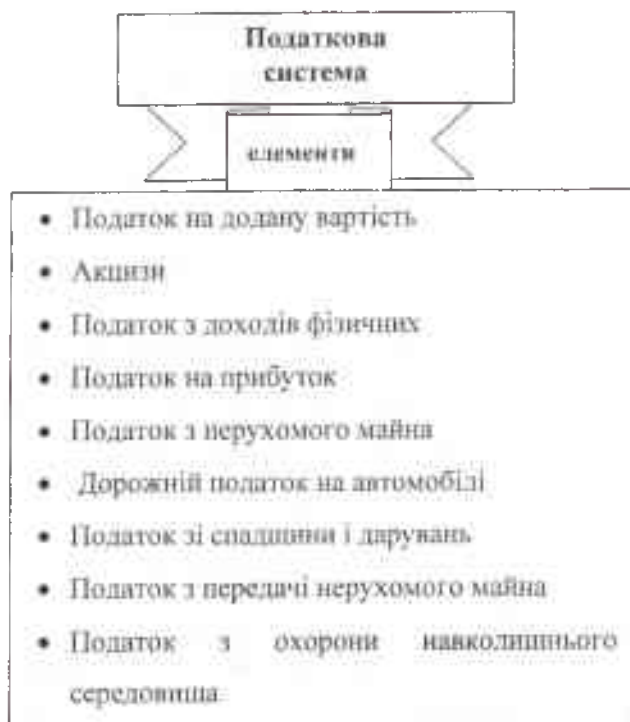 Податкова
система
елементи
• Податок на додану вартість
• Акцизи
• Податок з доходів фізичних
• Податок на прибуток
• Податок з нерухомого майна
• Дорожній податок на автомобілі
• Податок зі спадщини і дарувань
• Податок з передачі нерухомого майна
• Податок з охорони навколишнього
середовища